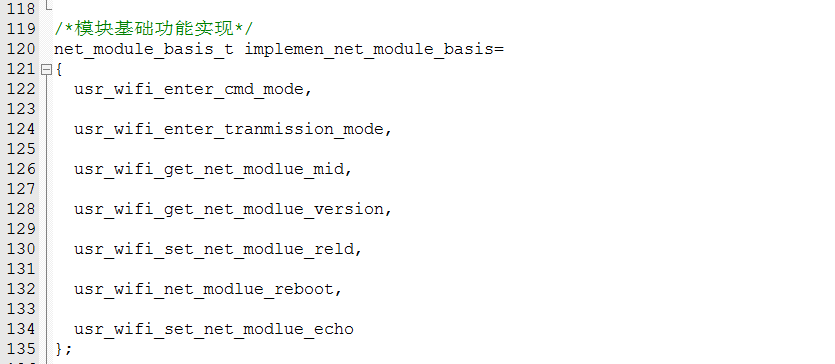 118
119 /*模块基础功能实现*/
120 net_module_basis_t implemen_net_module_basis=
121 {
122 usr_wifi_enter_cmd_mode,
123
124 usr_wifi_enter_tranmission_mode,
125
126 usr_wifi_get_net_modlue_mid,
127
128 usr_wifi_get_net_modlue_version,
129
130 usr_wifi_set_net_modlue_reld,
131
132 usr_wifi_net_modlue_reboot,
133
134 usr_wifi_set_net_modlue_echo
135 };